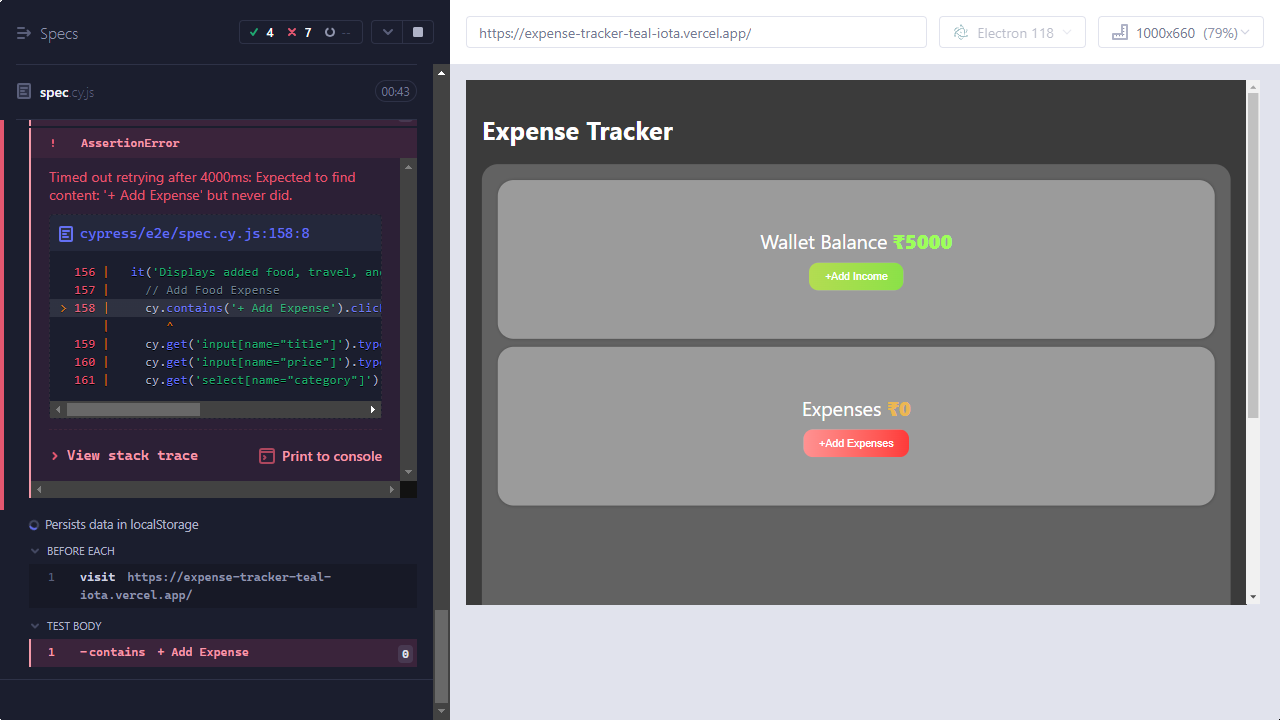 Specs
4
7
--
spec.cy.js
00:43
! AssertionError
Timed out retrying after 4000ms: Expected to find
content: '+ Add Expense' but never did.
cypress/e2e/spec.cy.js:158:8
156 | it('Displays added food, travel, an
157 | // Add Food Expense
> 158 | cy.contains('+ Add Expense').clic
| ^
159 | cy.get('input[name="title"]').typ
160 | cy.get('input[name="price"]').typ
161 | cy.get('select[name="category"]')
> View stack trace
Print to console
Persists data in localStorage
BEFORE EACH
1 visit https://expense-tracker-teal-
iota.vercel.app/
TEST BODY
1 -contains + Add Expense 0
https://expense-tracker-teal-iota.vercel.app/
Electron 118
1000x660 (79%)
Expense Tracker
Wallet Balance ₹5000
+Add Income
Expenses ₹0
+Add Expenses